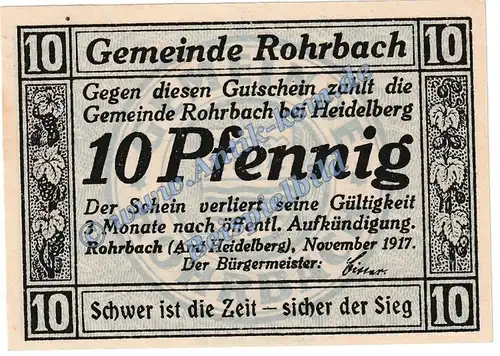 10 Gemeinde Rohrbach 10
Gegen diesen Gutschein zahlt die
Gemeinde Rohrbach bei Heidelberg
10 Pfennig
Der Schein verliert seine Gültigkeit
3 Monate nach öffentl. Aufkündigung.
Rohrbach (Amt Heidelberg), November 1917.
Der Bürgermeister:
10 Schwer ist die Zeit – sicher der Sieg 10